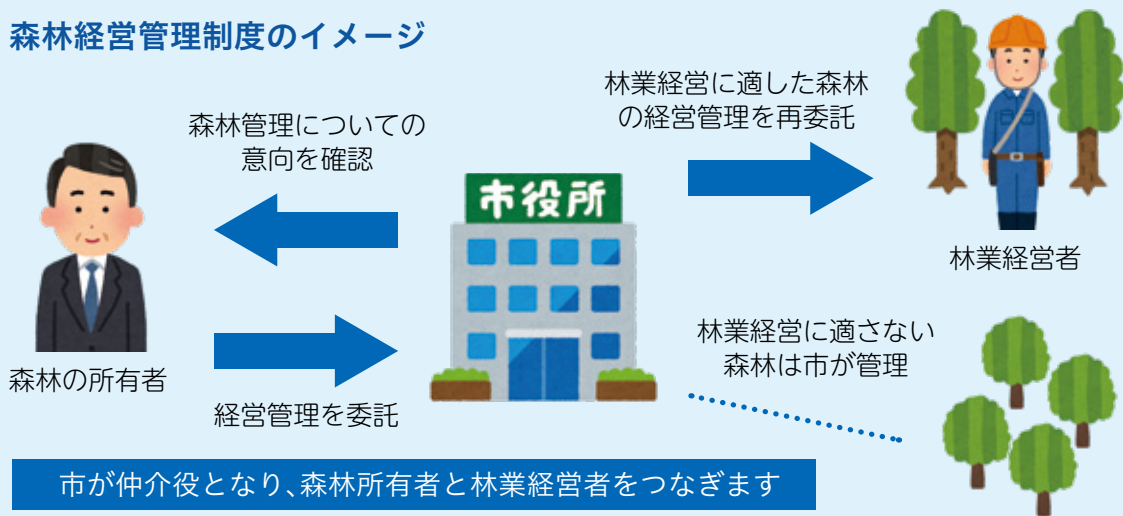 森林経営管理制度のイメージ
森林管理についての
意向を確認
林業経営に適した森林
の経営管理を再委託
市役所
林業経営者
森林の所有者
経営管理を委託
林業経営に適さない
森林は市が管理
市が仲介役となり、森林所有者と林業経営者をつなぎます